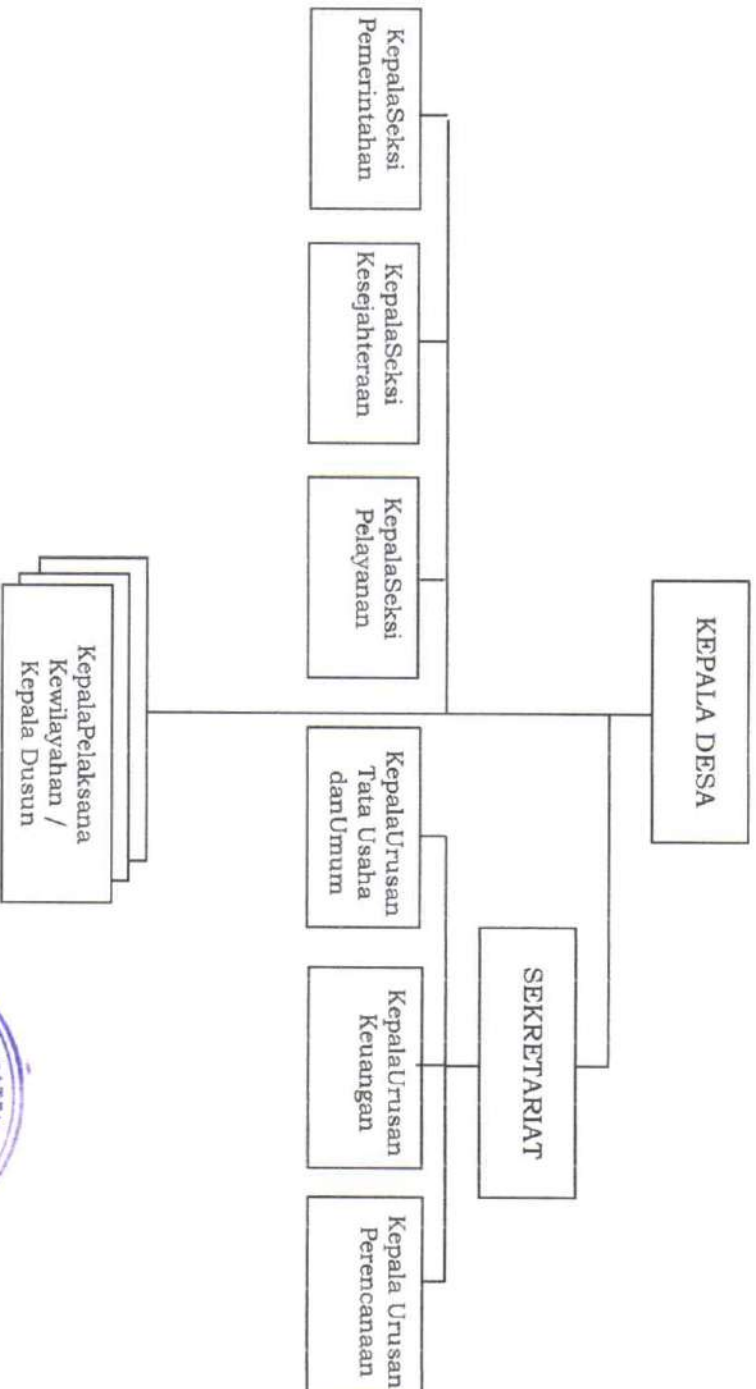 KEPALA DESA
SEKRETARIAT
KepalaSeksi
Pemerintahan
KepalaSeksi
Kesejahteraan
KepalaSeksi
Pelayanan
KepalaUrusan
Tata Usaha
danUmum
KepalaUrusan
Keuangan
Kepala Urusan
Perencanaan
KepalaPelaksana
Kewilayahan /
Kepala Dusun